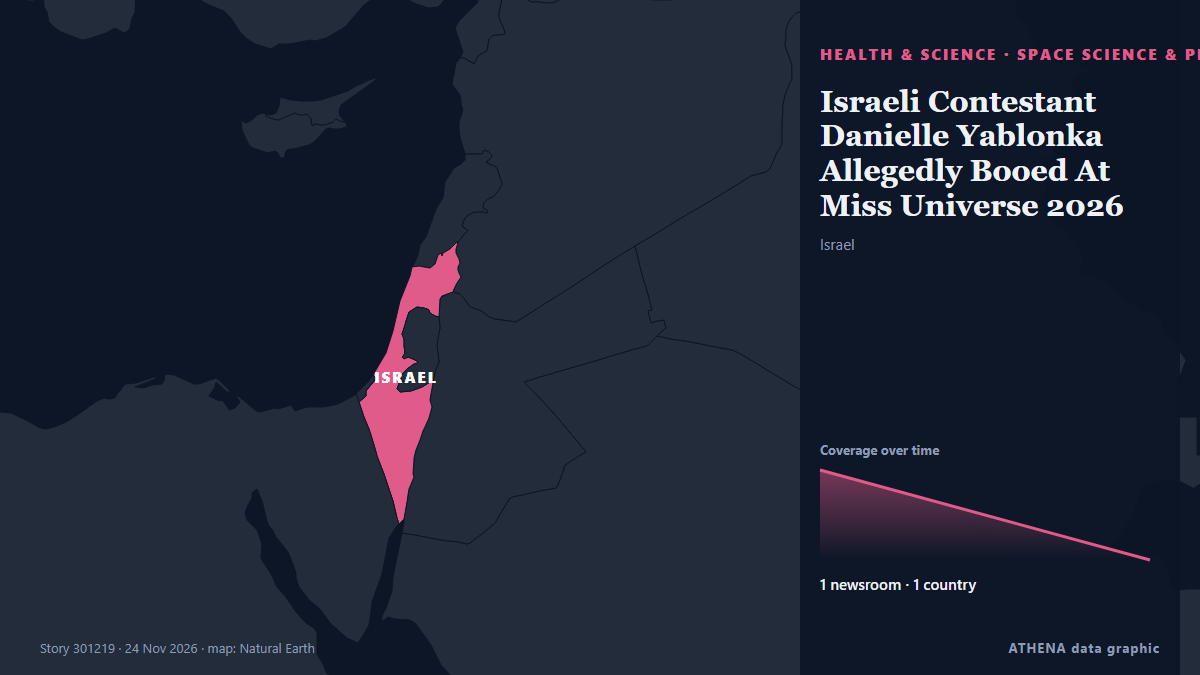 HEALTH & SCIENCE · SPACE SCIENCE &
Israeli Contestant
Danielle Yablonka
Allegedly Booed At
Miss Universe 2026
Israel
ISRAEL
Coverage over time
1 newsroom · 1 country
Story 301219 · 24 Nov 2026 · map: Natural Earth
ATHENA data graphic